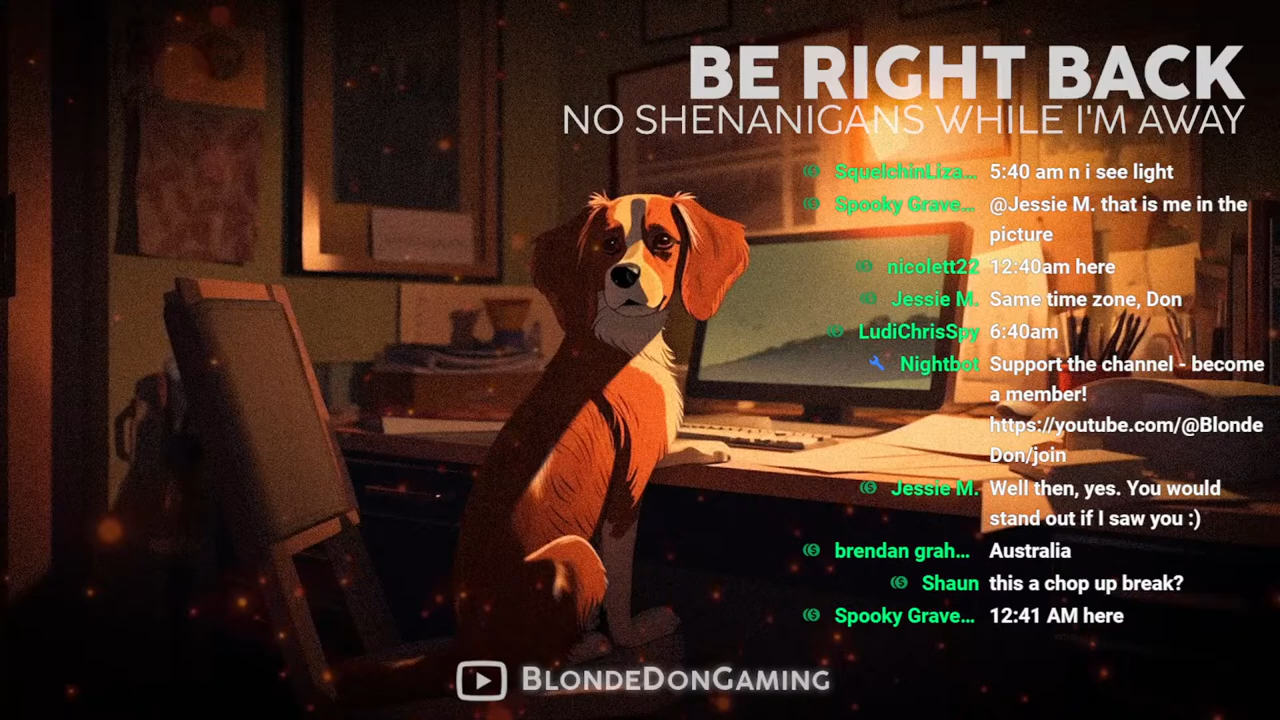 BE RIGHT BACK
NO SHENANIGANS WHILE I'M AWAY
SquelchinLiza... 5:40 am n i see light
Spooky Grave... @Jessie M. that is me in the
picture
nicolett22 12:40am here
Jessie M. Same time zone, Don
LudiChrisSpy 6:40am
Nightbot Support the channel - become
a member!
https://youtube.com/@Blonde
Don/join
Jessie M. Well then, yes. You would
stand out if I saw you :)
brendan grah... Australia
Shaun this a chop up break?
Spooky Grave... 12:41 AM here
BLONDEDONGAMING